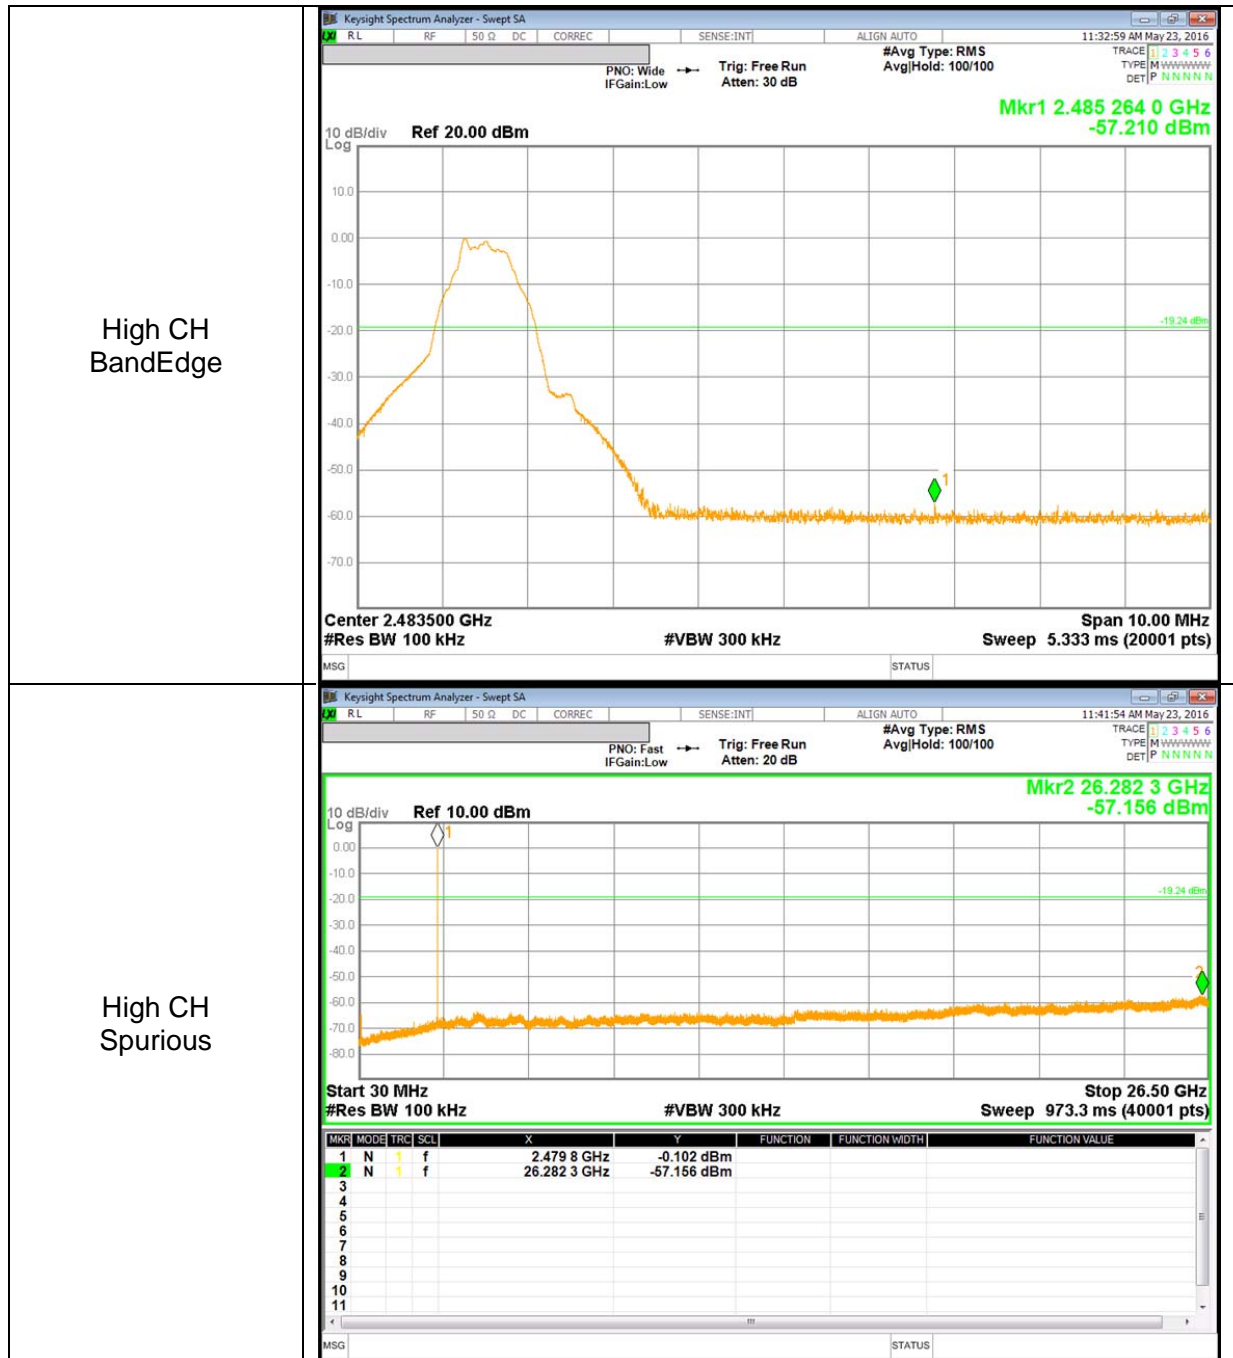 High CH
BandEdge
Keysight Spectrum Analyzer - Swept SA
LXI RL RF 50 Ω DC CORREC SENSE:INT ALIGN AUTO 11:32:59 AM May 23, 2016
#Avg Type: RMS TRACE 1 2 3 4 5 6
PNO: Wide Trig: Free Run Avg|Hold: 100/100 TYPE M W W W W W
IFGain:Low Atten: 30 dB DET P N N N N N
Mkr1 2.485 264 0 GHz
10 dB/div Ref 20.00 dBm -57.210 dBm
Log
10.0
0.00
-10.0
-19.24 dBm
-20.0
-30.0
-40.0
-50.0
1
-60.0
-70.0
Center 2.483500 GHz Span 10.00 MHz
#Res BW 100 kHz #VBW 300 kHz Sweep 5.333 ms (20001 pts)
MSG STATUS
High CH
Spurious
Keysight Spectrum Analyzer - Swept SA
LXI RL RF 50 Ω DC CORREC SENSE:INT ALIGN AUTO 11:41:54 AM May 23, 2016
#Avg Type: RMS TRACE 1 2 3 4 5 6
PNO: Fast Trig: Free Run Avg|Hold: 100/100 TYPE M W W W W W
IFGain:Low Atten: 20 dB DET P N N N N N
Mkr2 26.282 3 GHz
10 dB/div Ref 10.00 dBm -57.156 dBm
Log
1
0.00
-10.0
-19.24 dBm
-20.0
-30.0
-40.0
-50.0
2
-60.0
-70.0
-80.0
Start 30 MHz Stop 26.50 GHz
#Res BW 100 kHz #VBW 300 kHz Sweep 973.3 ms (40001 pts)
MKR MODE TRC SCL X Y FUNCTION FUNCTION WIDTH FUNCTION VALUE
1 N 1 f 2.479 8 GHz -0.102 dBm
2 N 1 f 26.282 3 GHz -57.156 dBm
3
4
5
6
7
8
9
10
11
MSG STATUS